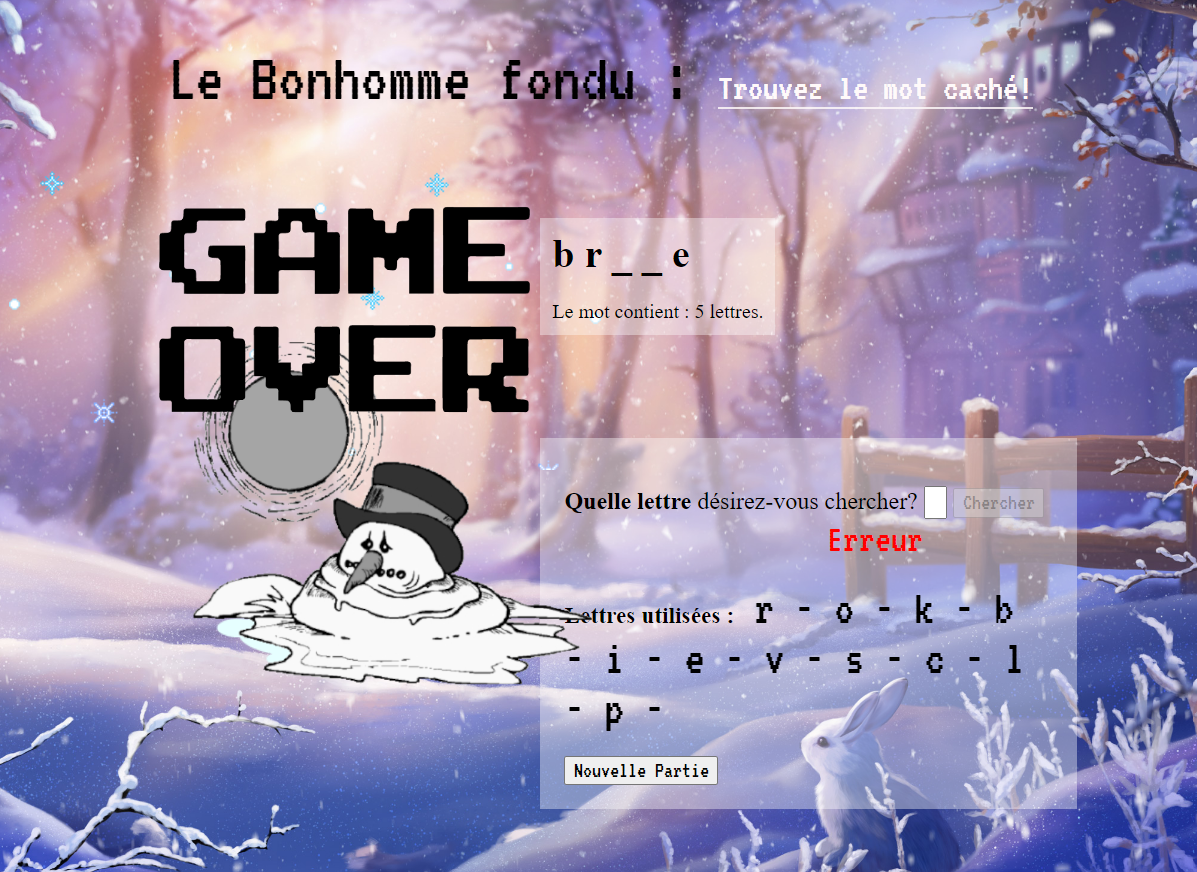 Le Bonhomme fondu : Trouvez le mot caché!
GAME
OVER
b r _ _ e
Le mot contient : 5 lettres.
Quelle lettre désirez-vous chercher? Chercher
Erreur
Lettres utilisées : r - o - k - b
- i - e - v - s - c - l
- p -
Nouvelle Partie